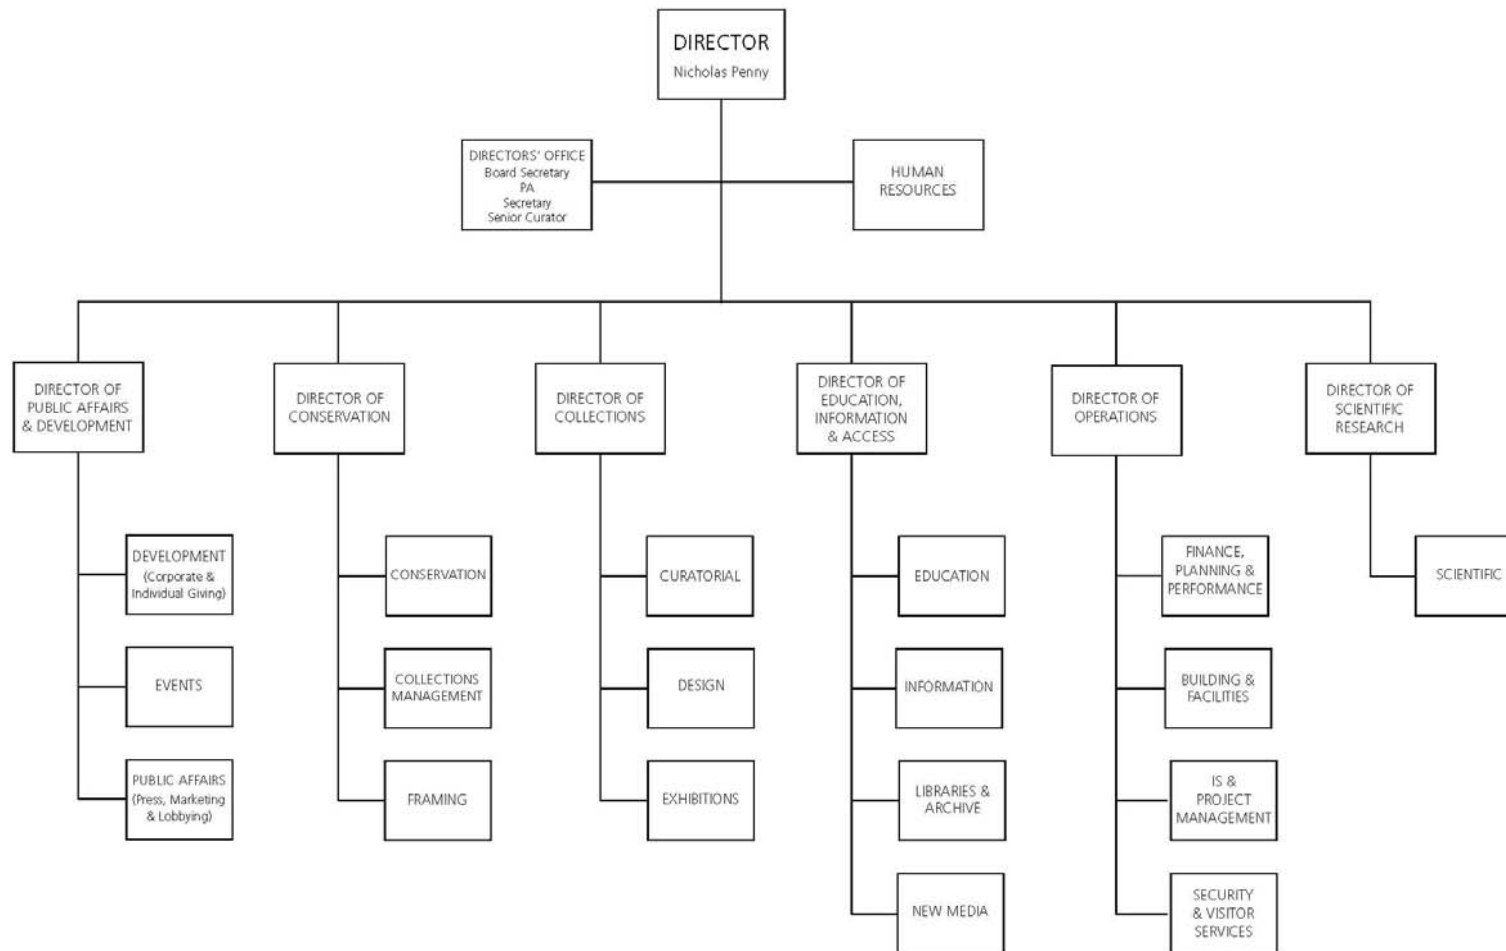 DIRECTOR
Nicholas Penny
DIRECTORS' OFFICE
Board Secretary
PA
Secretary
Senior Curator
HUMAN
RESOURCES
DIRECTOR OF
PUBLIC AFFAIRS
& DEVELOPMENT
DIRECTOR OF
CONSERVATION
DIRECTOR OF
COLLECTIONS
DIRECTOR OF
EDUCATION,
INFORMATION
& ACCESS
DIRECTOR OF
OPERATIONS
DIRECTOR OF
SCIENTIFIC
RESEARCH
DEVELOPMENT
(Corporate &
Individual Giving)
EVENTS
PUBLIC AFFAIRS
(Press, Marketing
& Lobbying)
CONSERVATION
COLLECTIONS
MANAGEMENT
FRAMING
CURATORIAL
DESIGN
EXHIBITIONS
EDUCATION
INFORMATION
LIBRARIES &
ARCHIVE
NEW MEDIA
FINANCE,
PLANNING &
PERFORMANCE
BUILDING &
FACILITIES
IS &
PROJECT
MANAGEMENT
SECURITY
& VISITOR
SERVICES
SCIENTIFIC